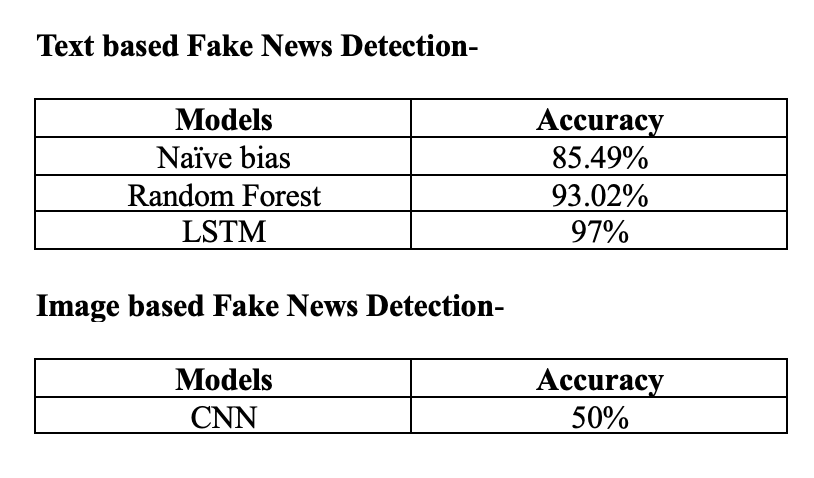 Text based Fake News Detection-
Models Accuracy
Naïve bias 85.49%
Random Forest 93.02%
LSTM 97%
Image based Fake News Detection-
Models Accuracy
CNN 50%